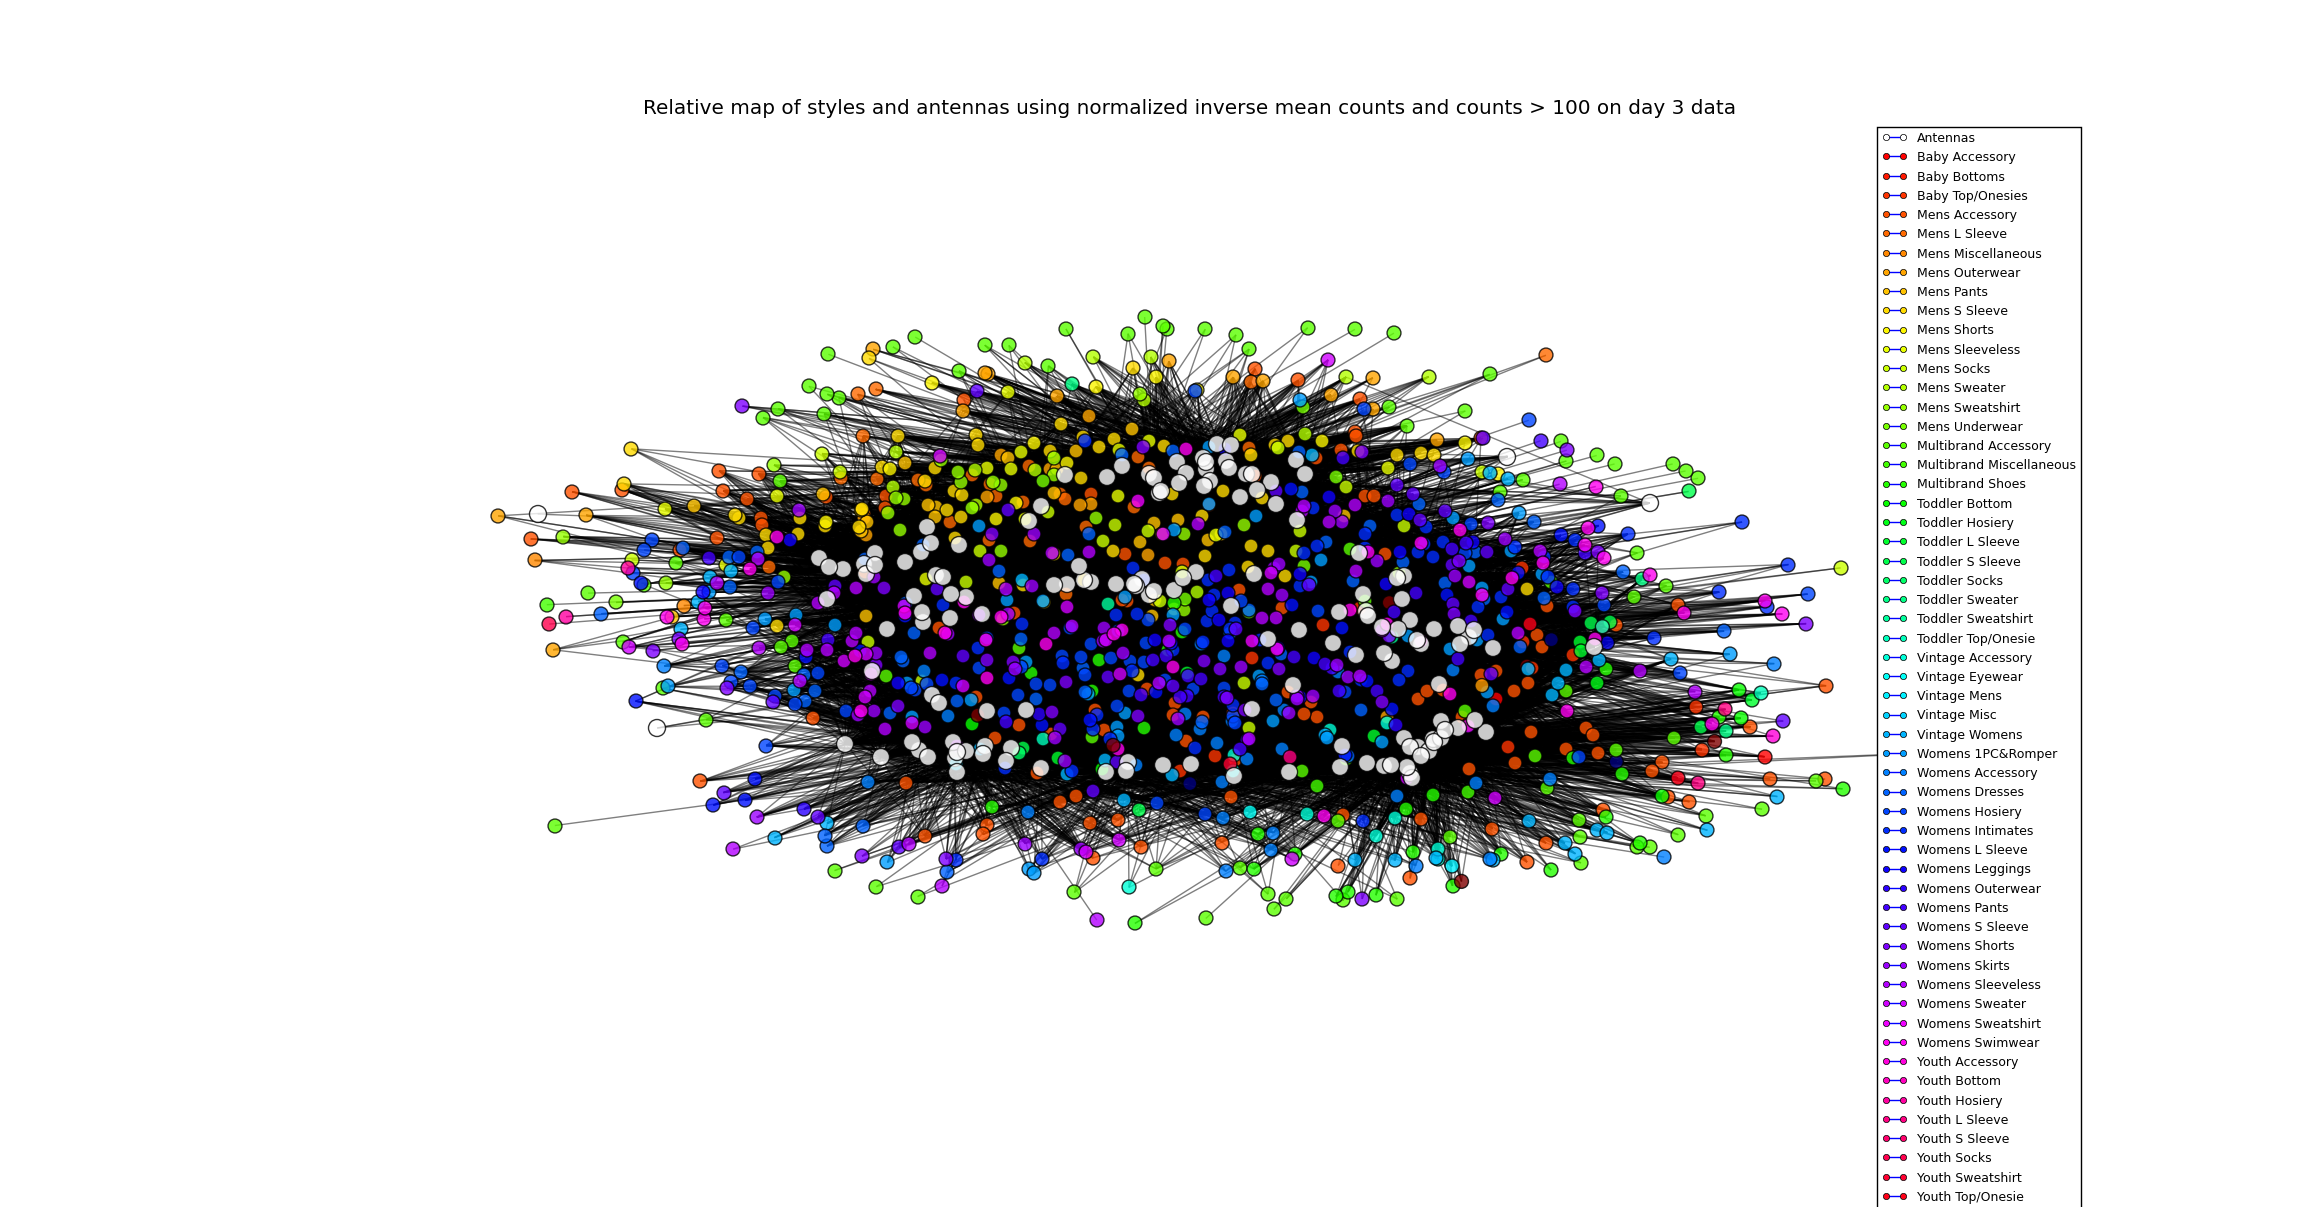 Relative map of styles and antennas using normalized inverse mean counts and counts > 100 on day 3 data
Antennas
Baby Accessory
Baby Bottoms
Baby Top/Onesies
Mens Accessory
Mens L Sleeve
Mens Miscellaneous
Mens Outerwear
Mens Pants
Mens S Sleeve
Mens Shorts
Mens Sleeveless
Mens Socks
Mens Sweater
Mens Sweatshirt
Mens Underwear
Multibrand Accessory
Multibrand Miscellaneous
Multibrand Shoes
Toddler Bottom
Toddler Hosiery
Toddler L Sleeve
Toddler S Sleeve
Toddler Socks
Toddler Sweater
Toddler Sweatshirt
Toddler Top/Onesie
Vintage Accessory
Vintage Eyewear
Vintage Mens
Vintage Misc
Vintage Womens
Womens 1PC&Romper
Womens Accessory
Womens Dresses
Womens Hosiery
Womens Intimates
Womens L Sleeve
Womens Leggings
Womens Outerwear
Womens Pants
Womens S Sleeve
Womens Shorts
Womens Skirts
Womens Sleeveless
Womens Sweater
Womens Sweatshirt
Womens Swimwear
Youth Accessory
Youth Bottom
Youth Hosiery
Youth L Sleeve
Youth S Sleeve
Youth Socks
Youth Sweatshirt
Youth Top/Onesie